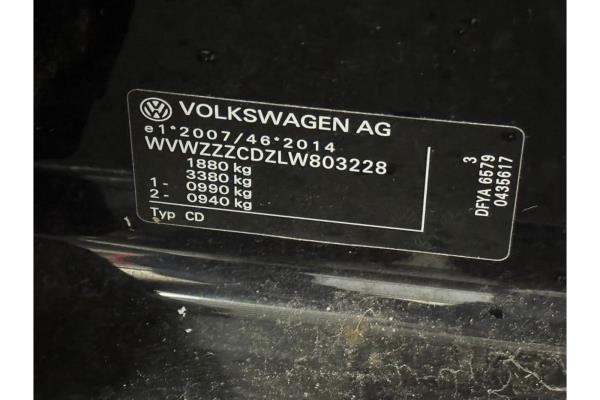 VOLKSWAGEN AG
e1*2007/46*2014
WVWZZZCDZLW803228
1880 kg
3380 kg
1- 0990 kg
2- 0940 kg
Typ CD
3
DFYA 6579
0435617